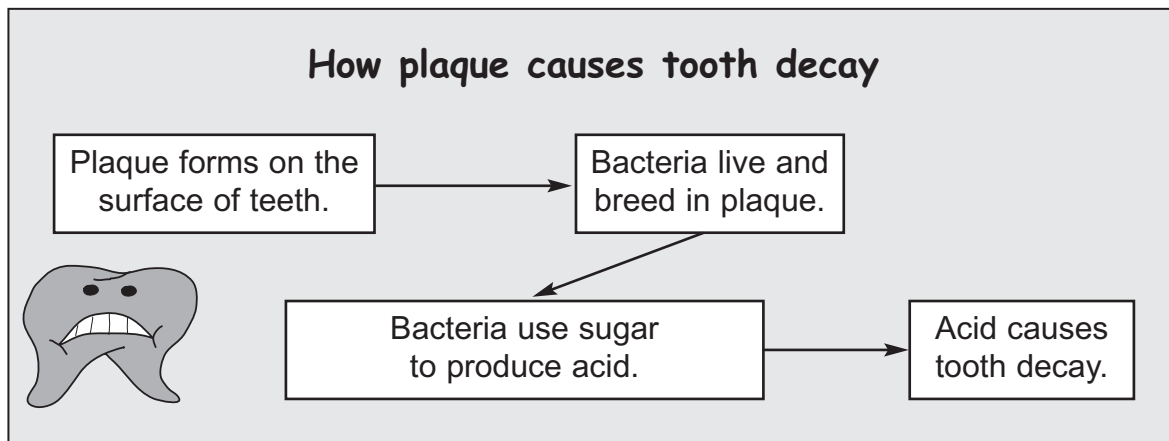 How plaque causes tooth decay
Plaque forms on the
surface of teeth.
Bacteria live and
breed in plaque.
Bacteria use sugar
to produce acid.
Acid causes
tooth decay.